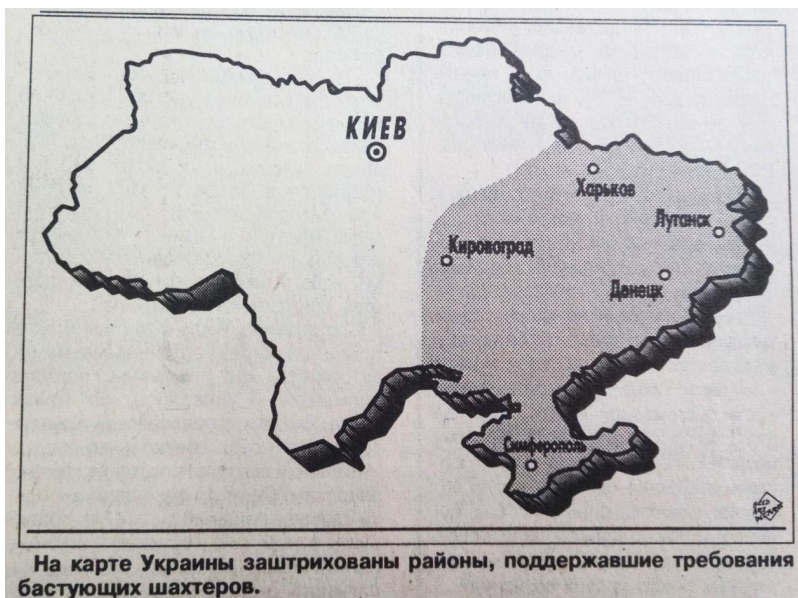 КИЕВ
Харьков
Луганск
Кировоград
Донецк
Симферополь
На карте Украины заштрихованы районы, поддержавшие требования
бастующих шахтеров.